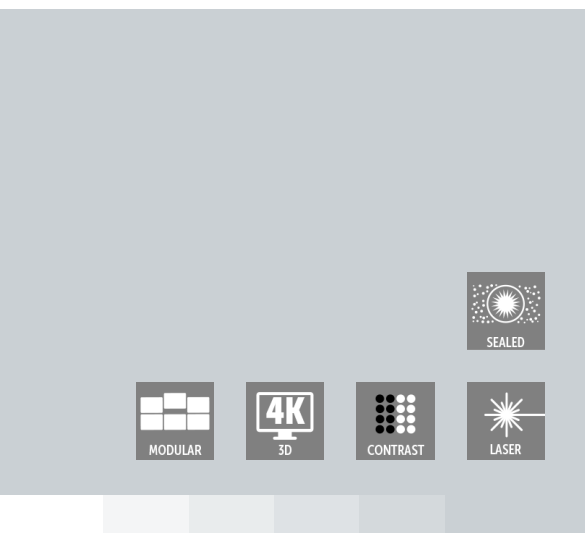 SEALED
MODULAR
4K
3D
CONTRAST
LASER